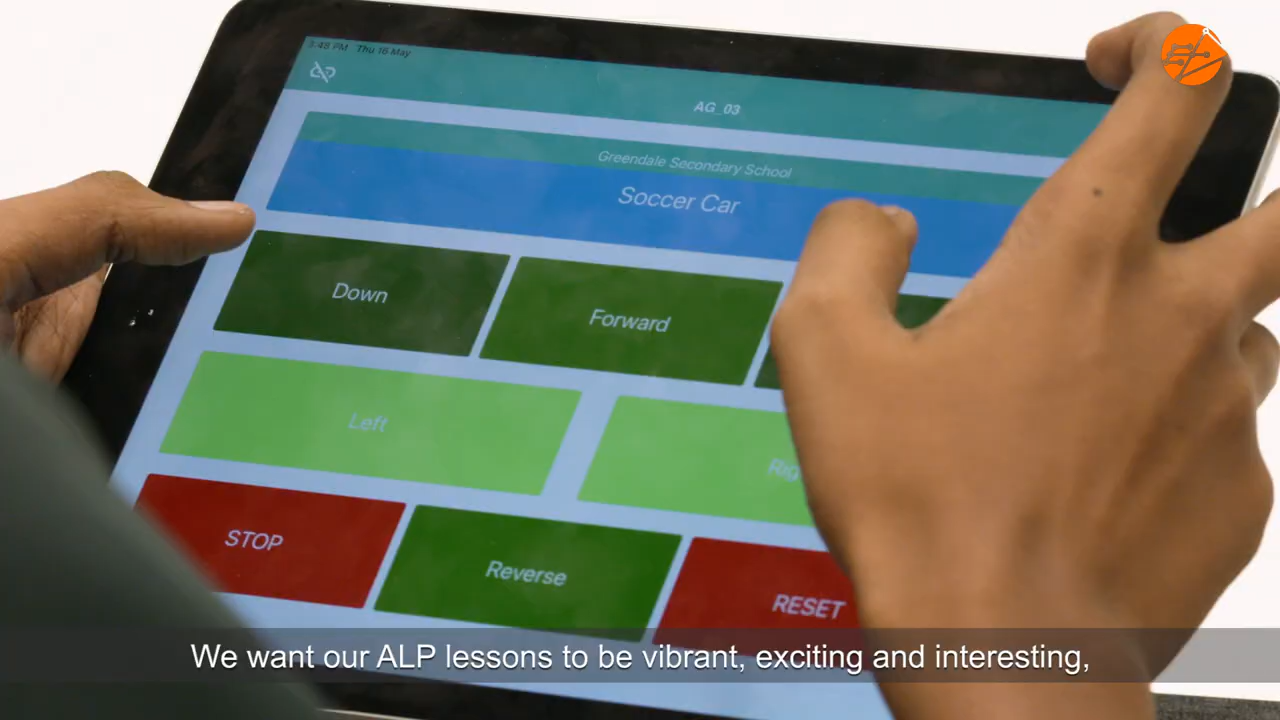 5:48 PM Thu 16 May
AG_03
Greendale Secondary School
Soccer Car
Down
Forward
Left
STOP
Reverse
RESET
We want our ALP lessons to be vibrant, exciting and interesting,